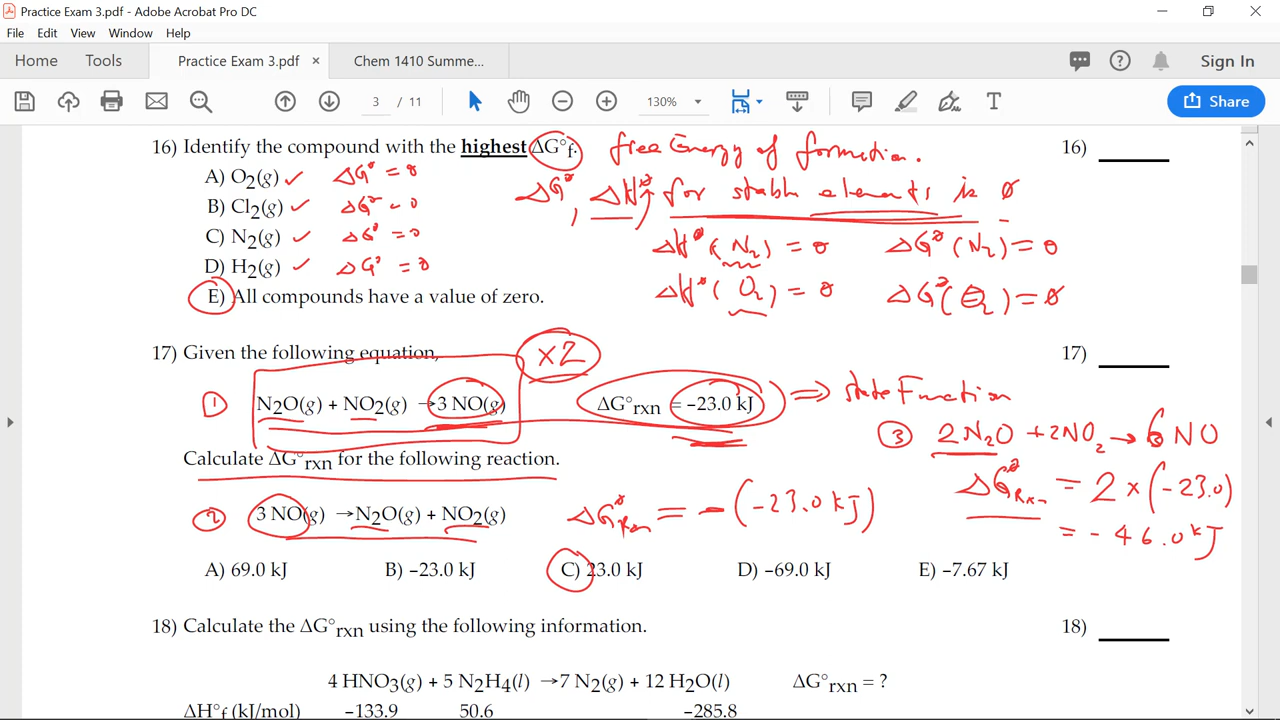 Practice Exam 3.pdf - Adobe Acrobat Pro DC
File Edit View Window Help
Home Tools Practice Exam 3.pdf × Chem 1410 Summe... Sign In
3 / 11 130% Share
16) Identify the compound with the highest ΔG°f. free Energy of formation. 16)
A) O2(g) ✓ ΔG° = 0
ΔG°, ΔH° for stable elements is 0
B) Cl2(g) ✓ ΔG° = 0
C) N2(g) ✓ ΔG° = 0 ΔH°(N2) = 0 ΔG°(N2) = 0
D) H2(g) ✓ ΔG° = 0
E) All compounds have a value of zero. ΔH°(O2) = 0 ΔG°(O2) = 0
17) Given the following equation, ×2 17)
① N2O(g) + NO2(g) →3 NO(g) ΔG°rxn = −23.0 kJ ⇒ state Function
③ 2N2O + 2NO2 → 6 NO
Calculate ΔG°rxn for the following reaction.
ΔG°Rxn = 2 × (-23.0)
② 3 NO(g) →N2O(g) + NO2(g) ΔG°Rxn = - (-23.0 kJ)
= - 46.0 kJ
A) 69.0 kJ B) −23.0 kJ C) 23.0 kJ D) −69.0 kJ E) −7.67 kJ
18) Calculate the ΔG°rxn using the following information. 18)
4 HNO3(g) + 5 N2H4(l) →7 N2(g) + 12 H2O(l) ΔG°rxn = ?
ΔH°f (kJ/mol) −133.9 50.6 −285.8